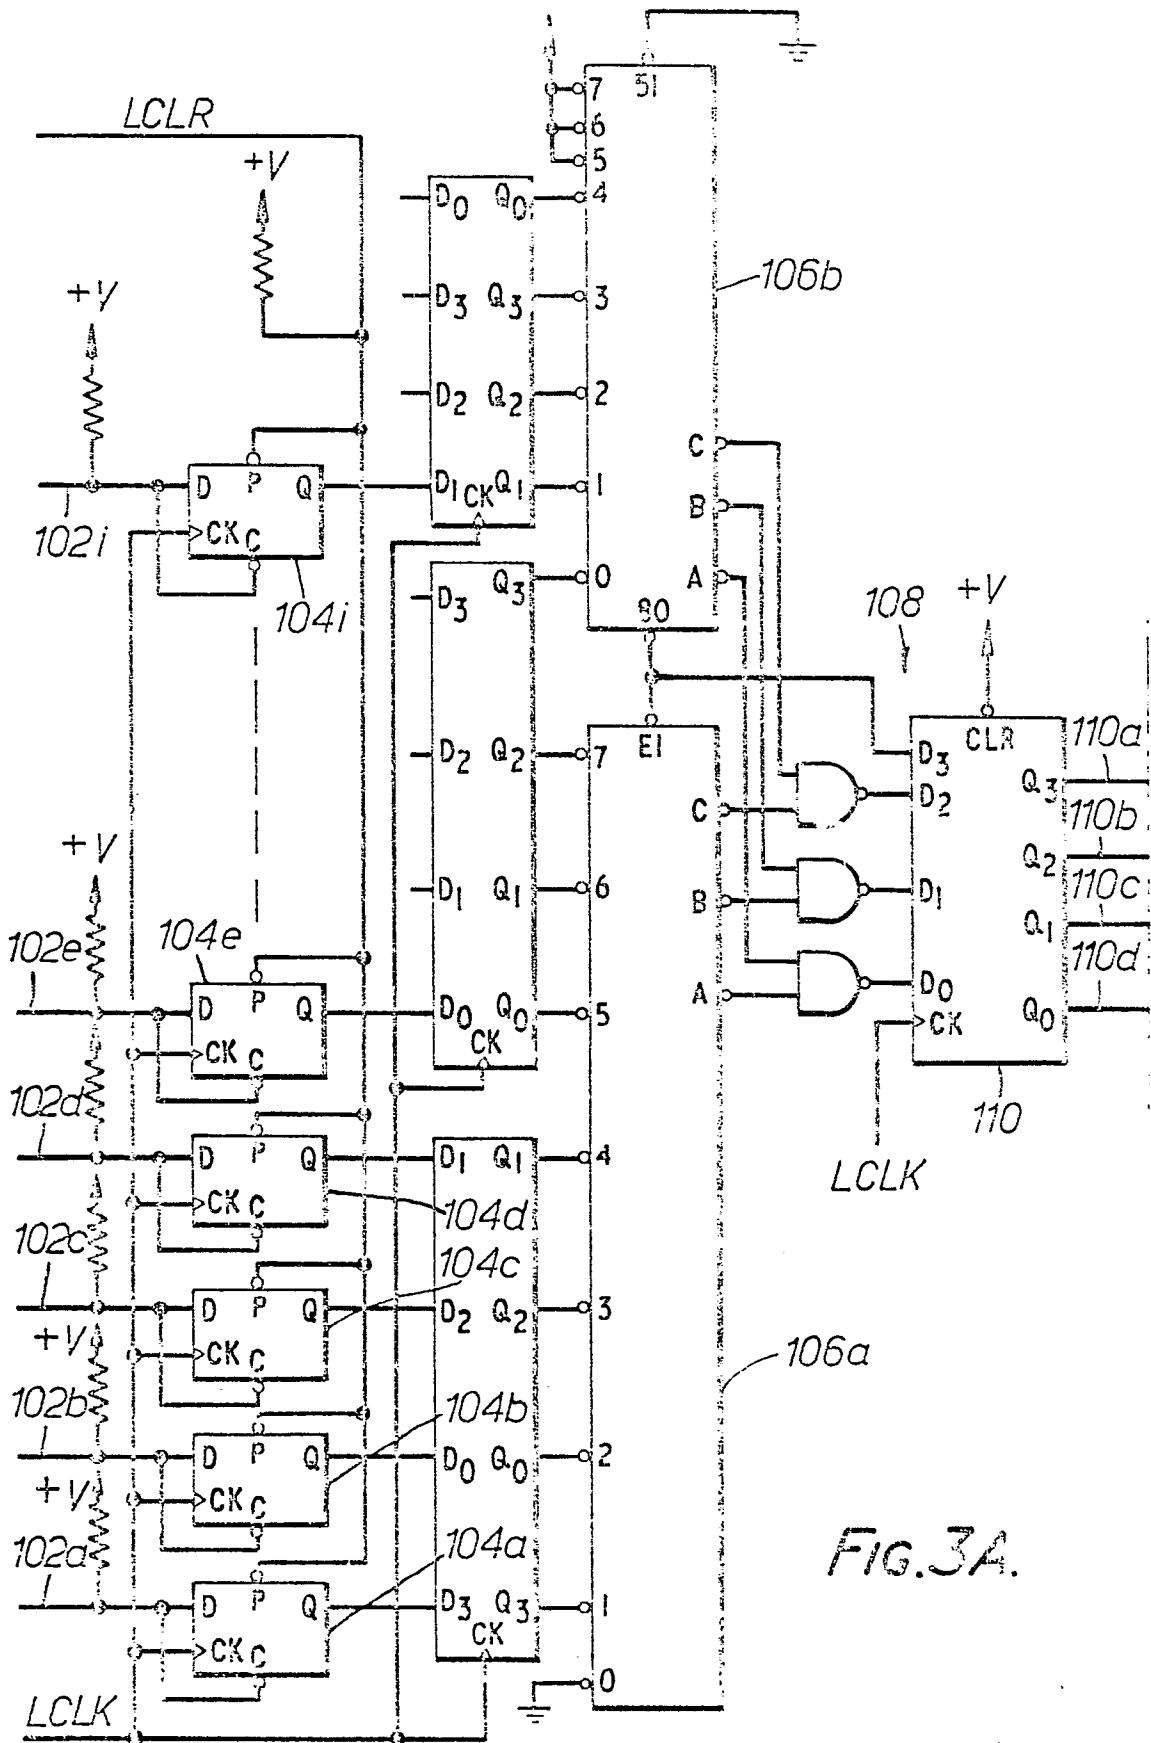 LCLR
+V
+V
102i
D P Q
CK C
104i
D0 Q0
D3 Q3
D2 Q2
D1 Q1
CK
7
6
5
4
3
2
1
0
51
C
B
A
80
106b
D3 Q3
D2 Q2
D1 Q1
D0 Q0
CK
7
6
5
4
3
2
1
0
E1
C
B
A
106a
108
+V
CLR
D3
D2
D1
D0
CK
Q3
Q2
Q1
Q0
110a
110b
110c
110d
110
LCLK
+V
102e
104e
D P Q
CK C
102d
D P Q
CK C
104d
102c
104c
D P Q
CK C
+V
102b
104b
D P Q
CK C
+V
102a
104a
D P Q
CK C
D1 Q1
D2 Q2
D0 Q0
D3 Q3
CK
LCLK
FIG.3A.